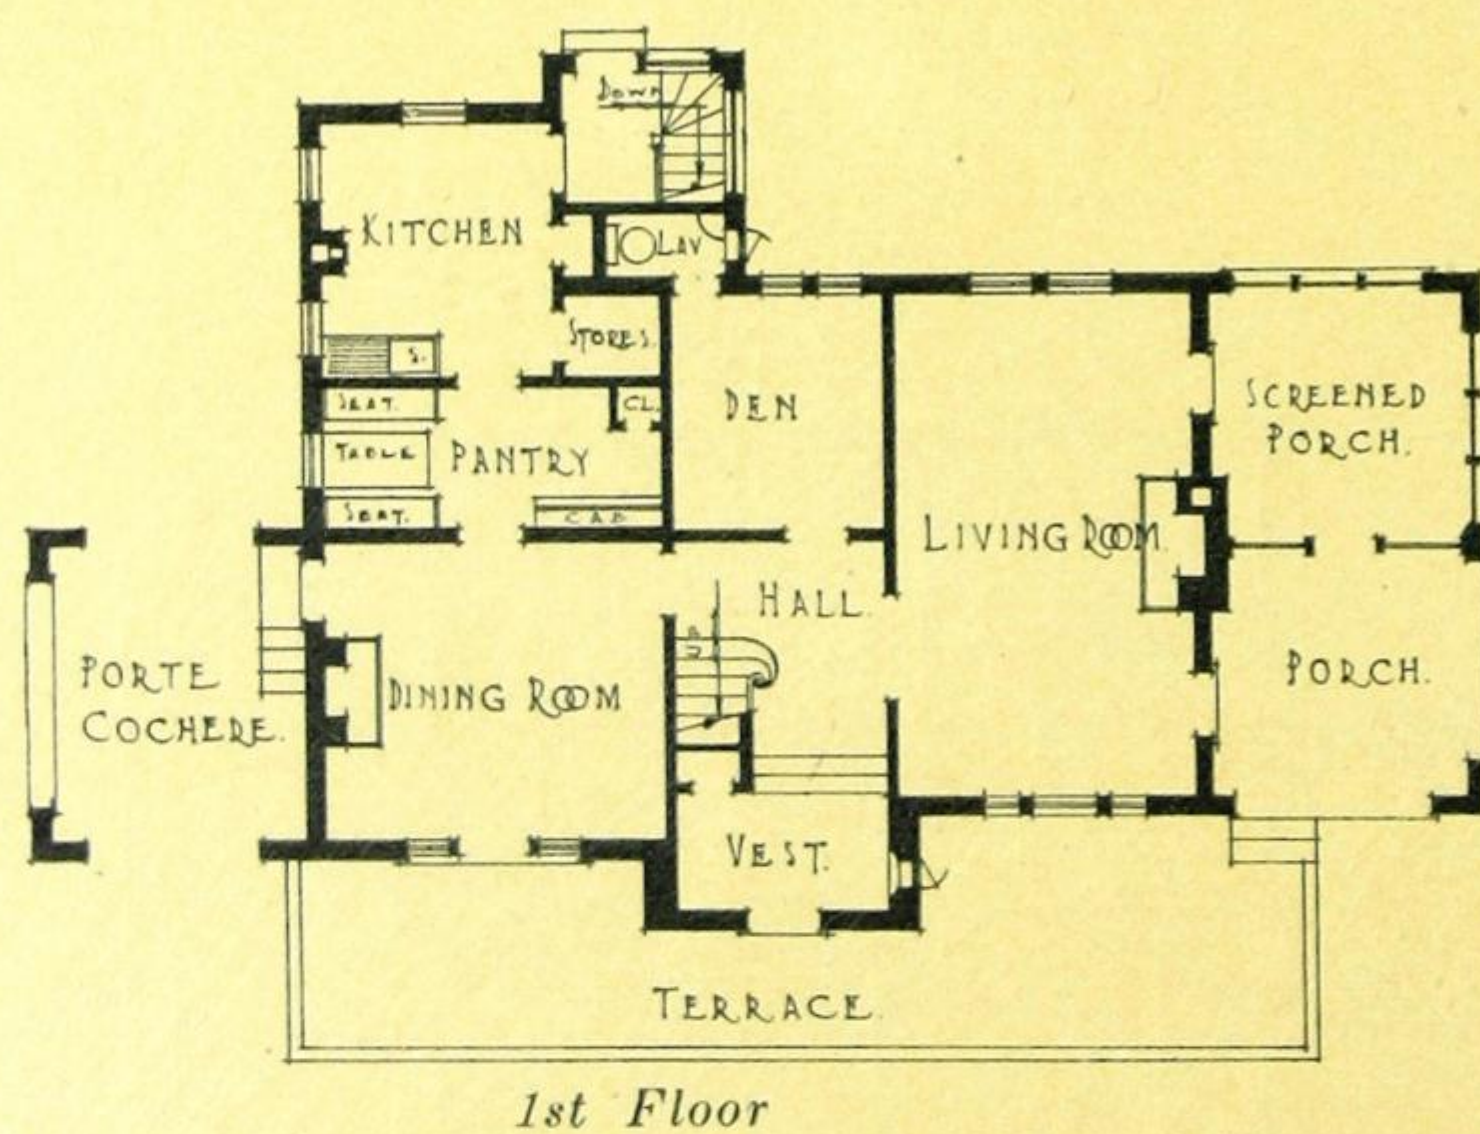 DOWN
KITCHEN
LAV
STORES.
S.
SEAT.
CL.
DEN
SCREENED
PORCH.
TABLE
PANTRY
SEAT.
CAB
LIVING ROOM.
HALL.
UP
PORTE
COCHERE.
DINING ROOM
PORCH.
VEST.
TERRACE.
1st Floor